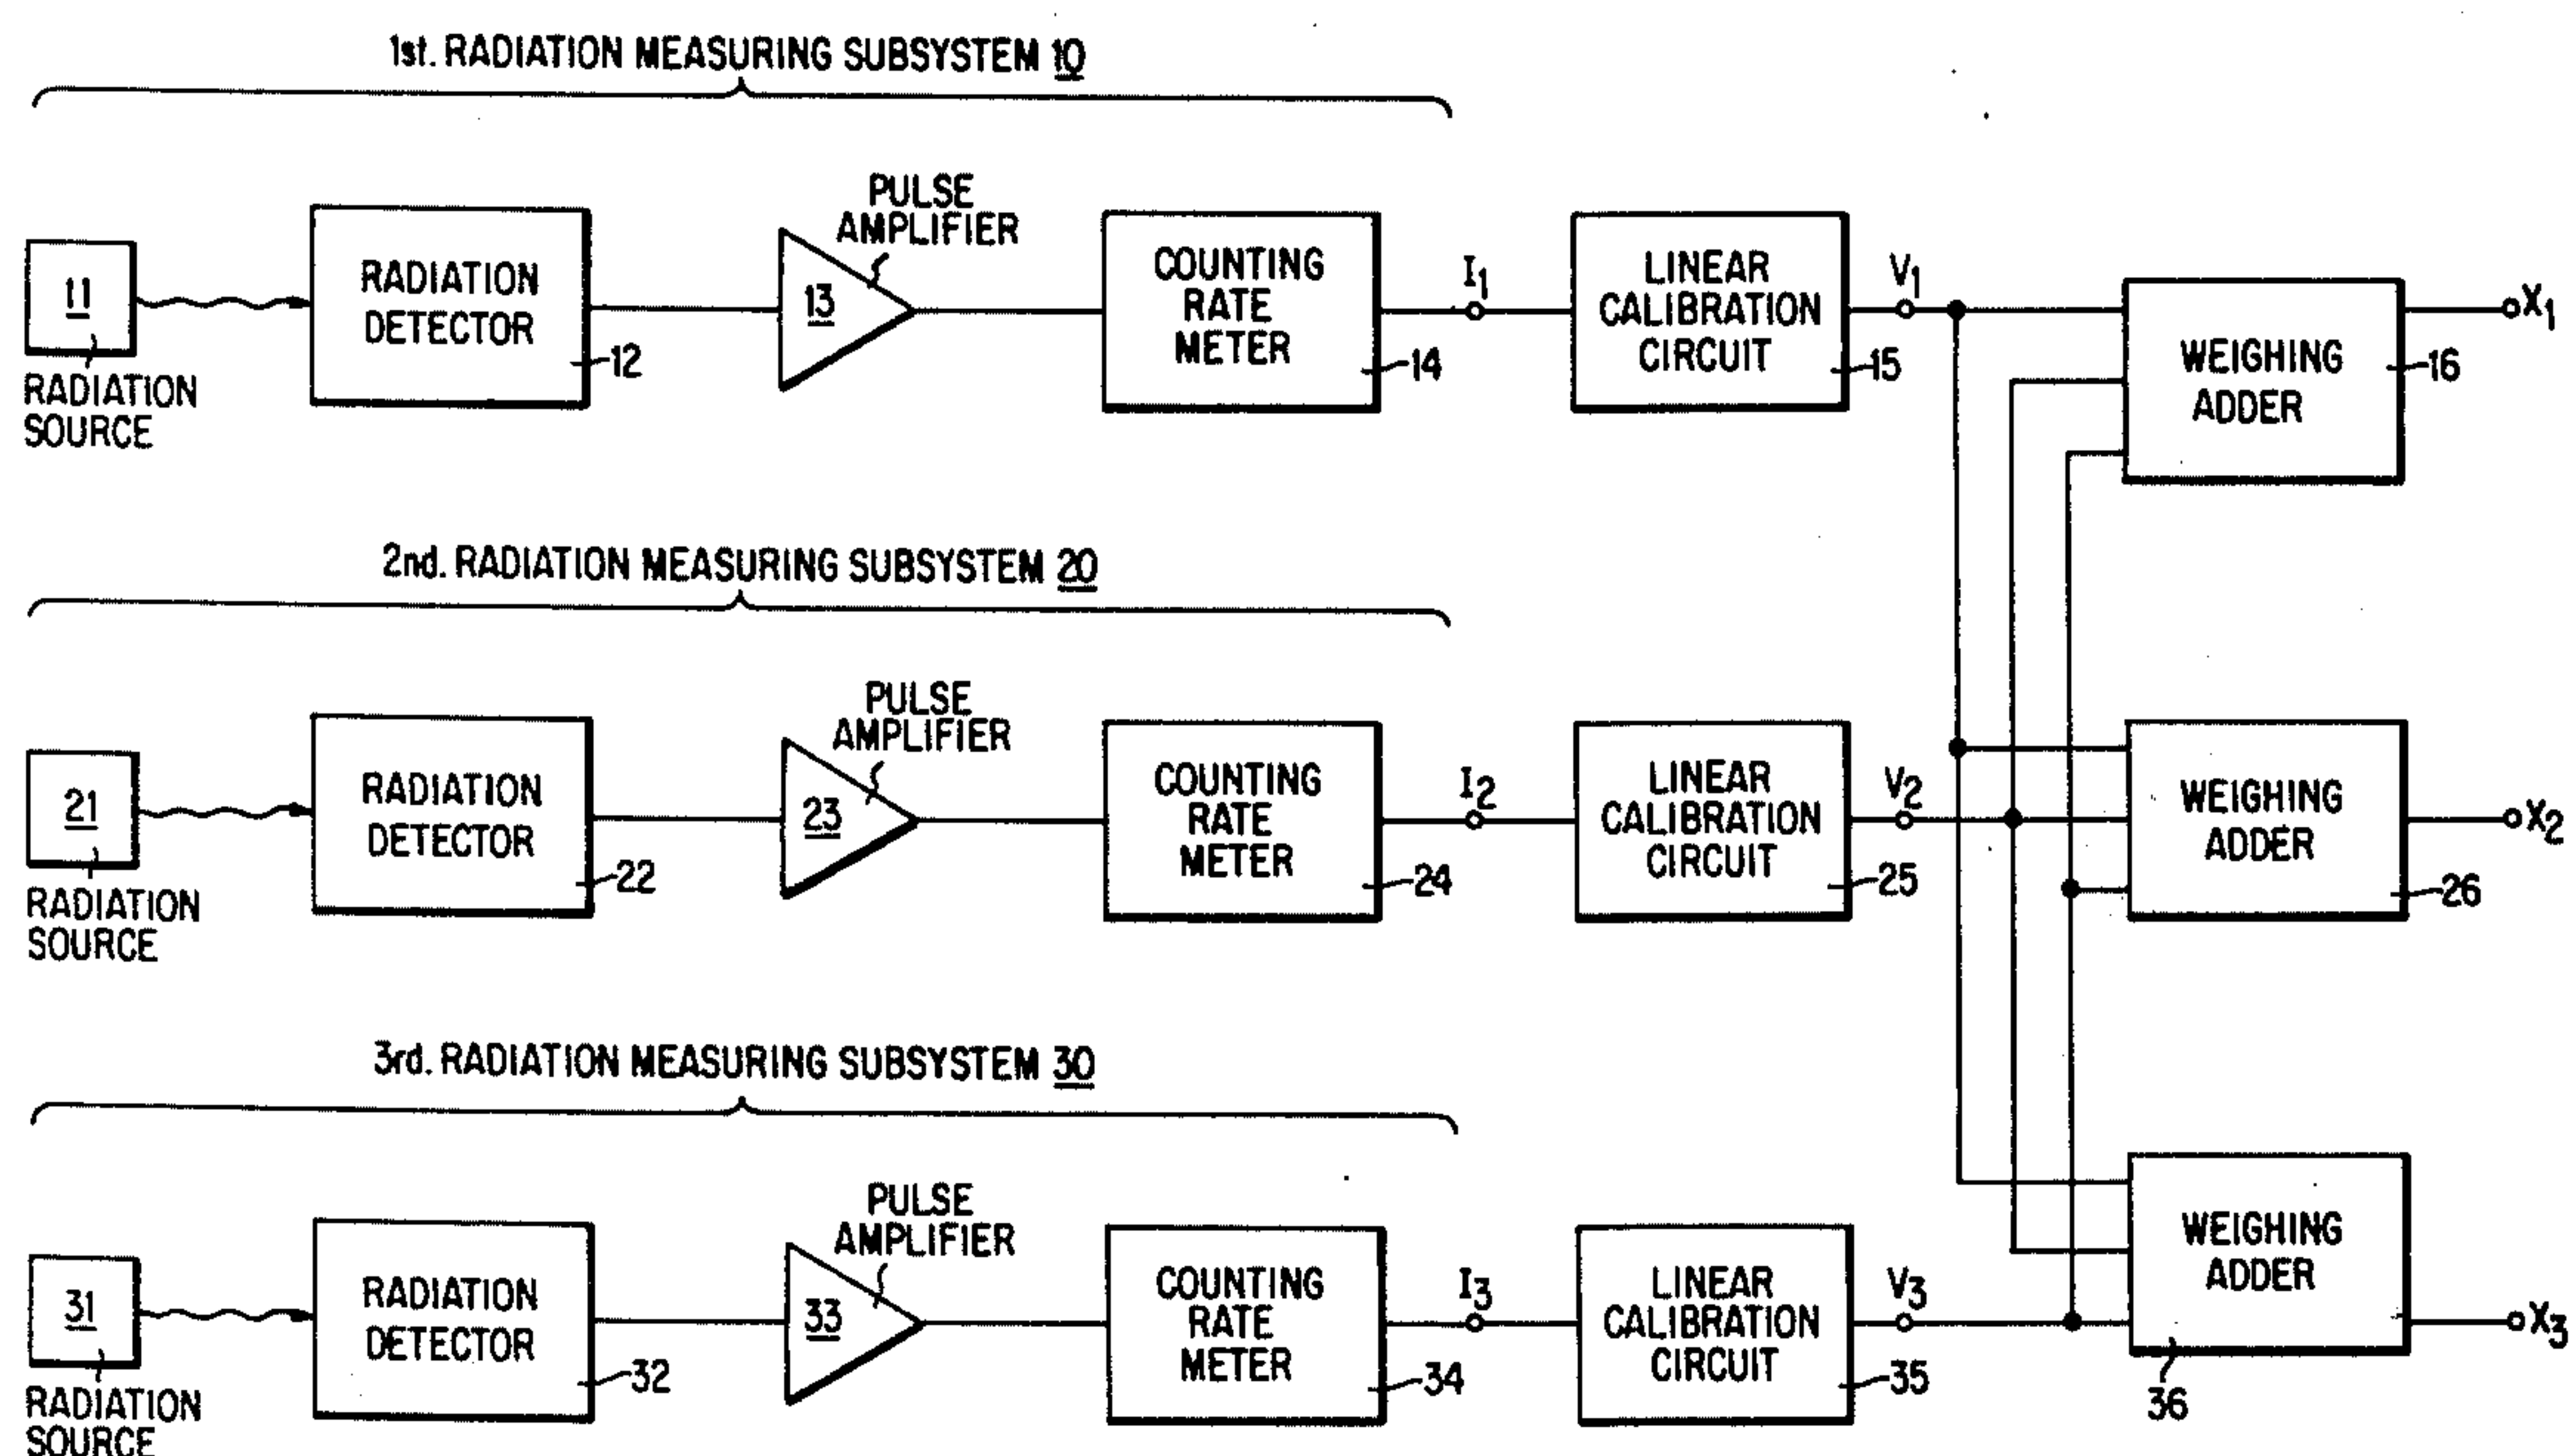 1st. RADIATION MEASURING SUBSYSTEM 10
PULSE
AMPLIFIER
11
RADIATION
SOURCE
RADIATION
DETECTOR
12
13
COUNTING
RATE
METER
14
I1
LINEAR
CALIBRATION
CIRCUIT
15
V1
WEIGHING
ADDER
16
X1
2nd. RADIATION MEASURING SUBSYSTEM 20
PULSE
AMPLIFIER
21
RADIATION
SOURCE
RADIATION
DETECTOR
22
23
COUNTING
RATE
METER
24
I2
LINEAR
CALIBRATION
CIRCUIT
25
V2
WEIGHING
ADDER
26
X2
3rd. RADIATION MEASURING SUBSYSTEM 30
PULSE
AMPLIFIER
31
RADIATION
SOURCE
RADIATION
DETECTOR
32
33
COUNTING
RATE
METER
34
I3
LINEAR
CALIBRATION
CIRCUIT
35
V3
WEIGHING
ADDER
36
X3